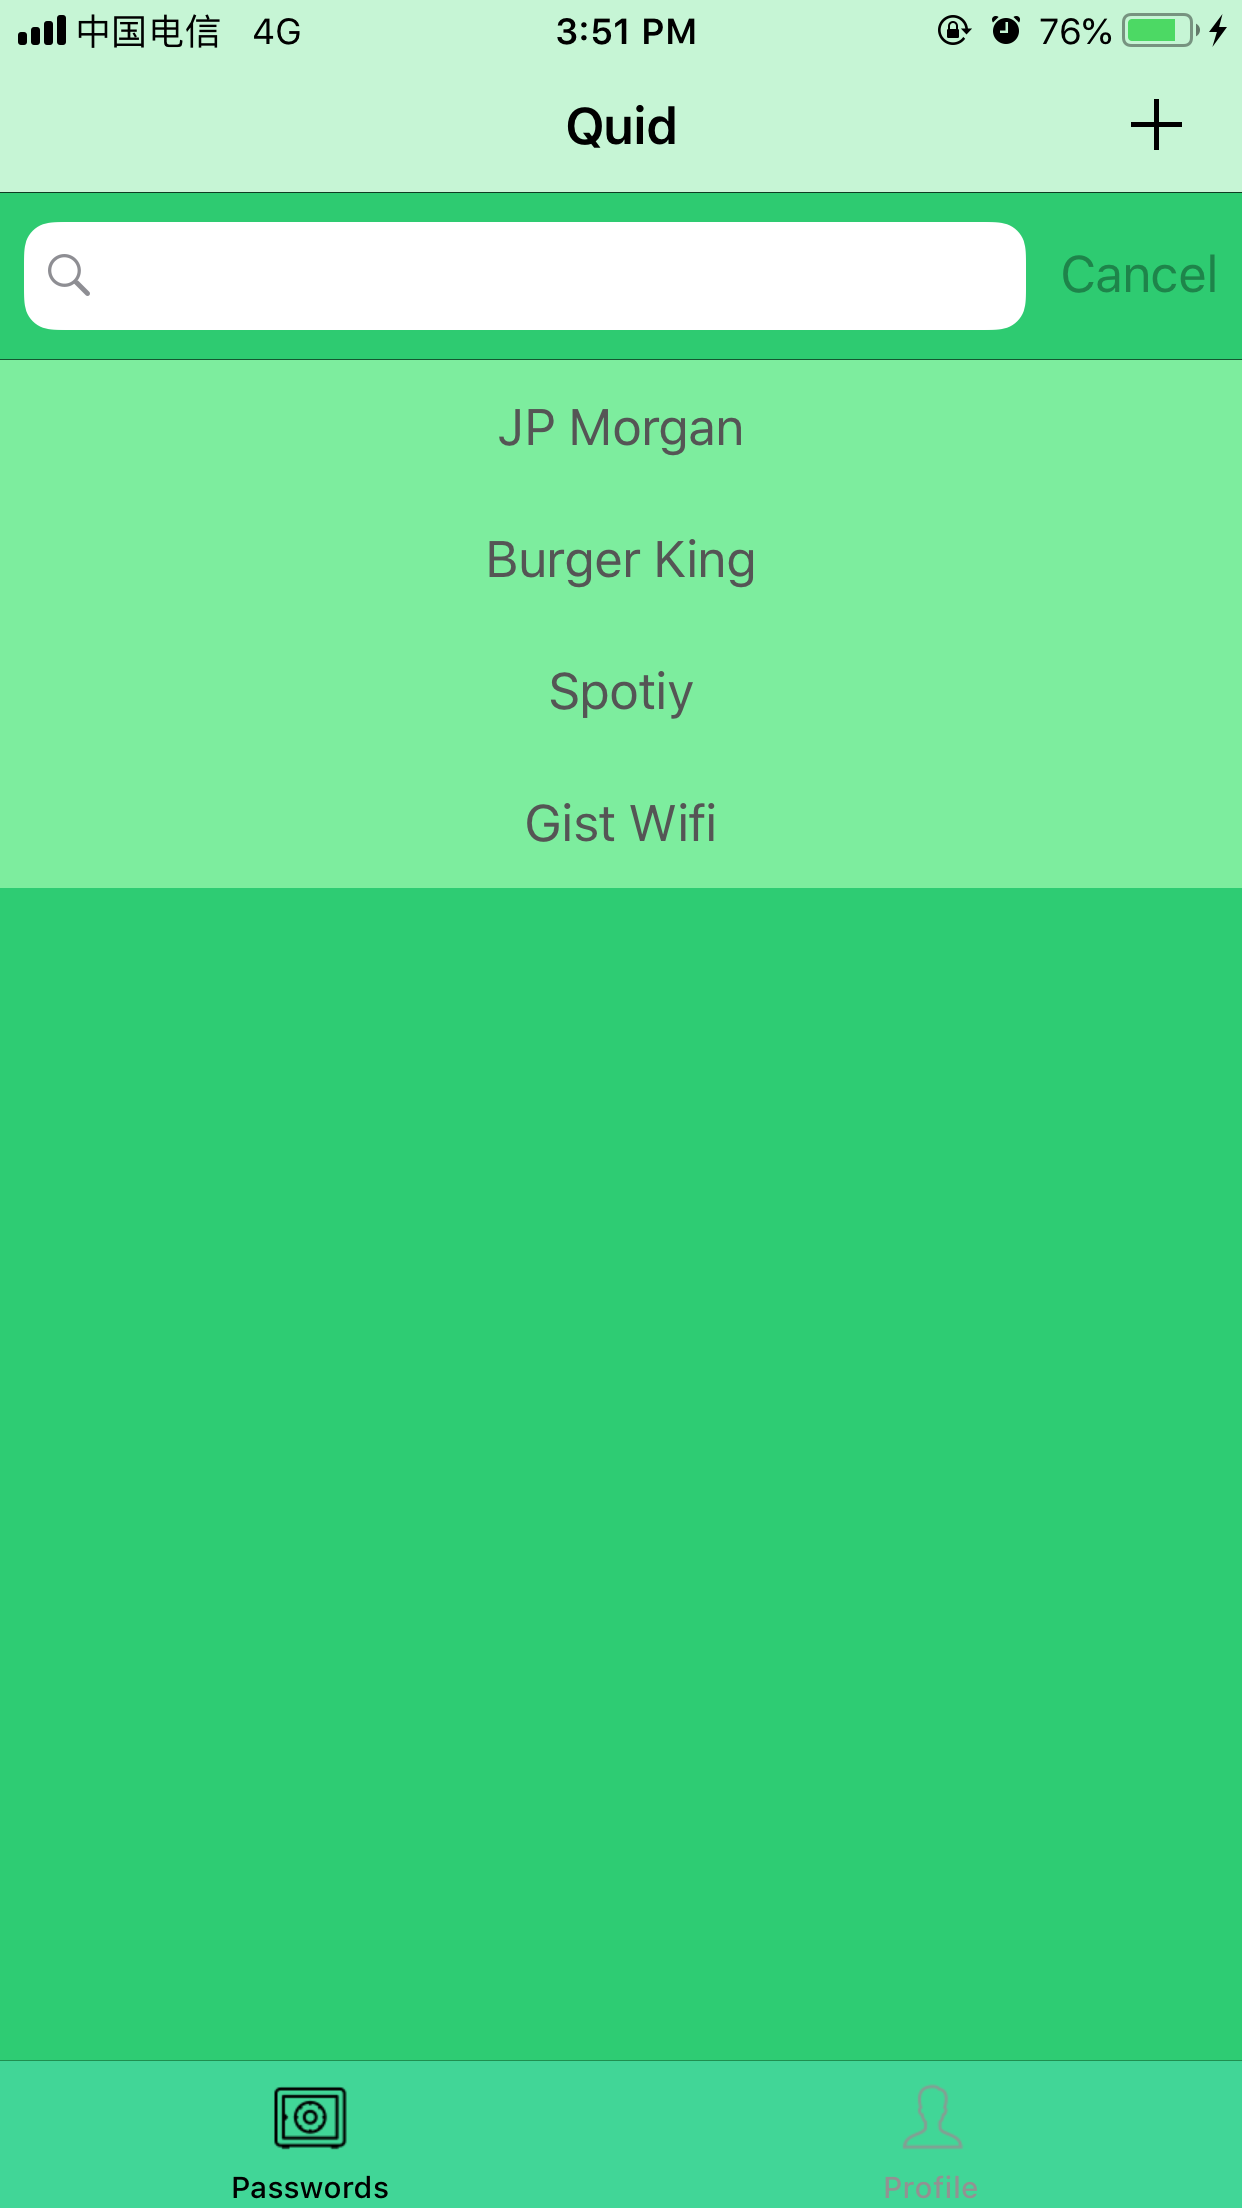 中国电信 4G 3:51 PM 76%
Quid
Cancel
JP Morgan
Burger King
Spotiy
Gist Wifi
Passwords Profile